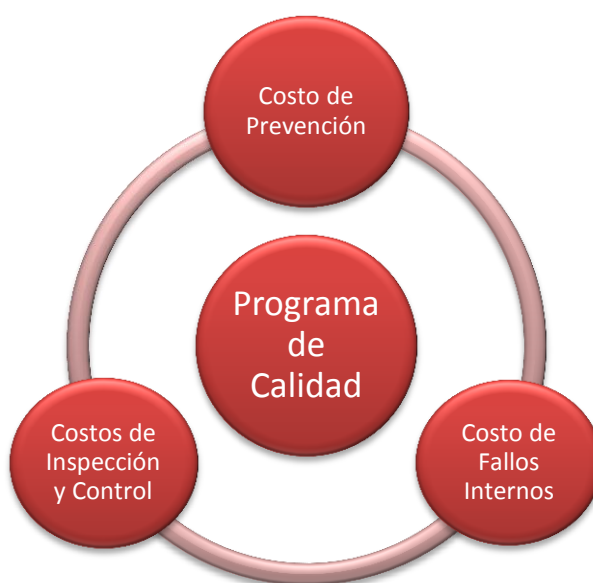 Costo de
Prevención
Programa
de
Calidad
Costos de
Inspección
y Control
Costo de
Fallos
Internos